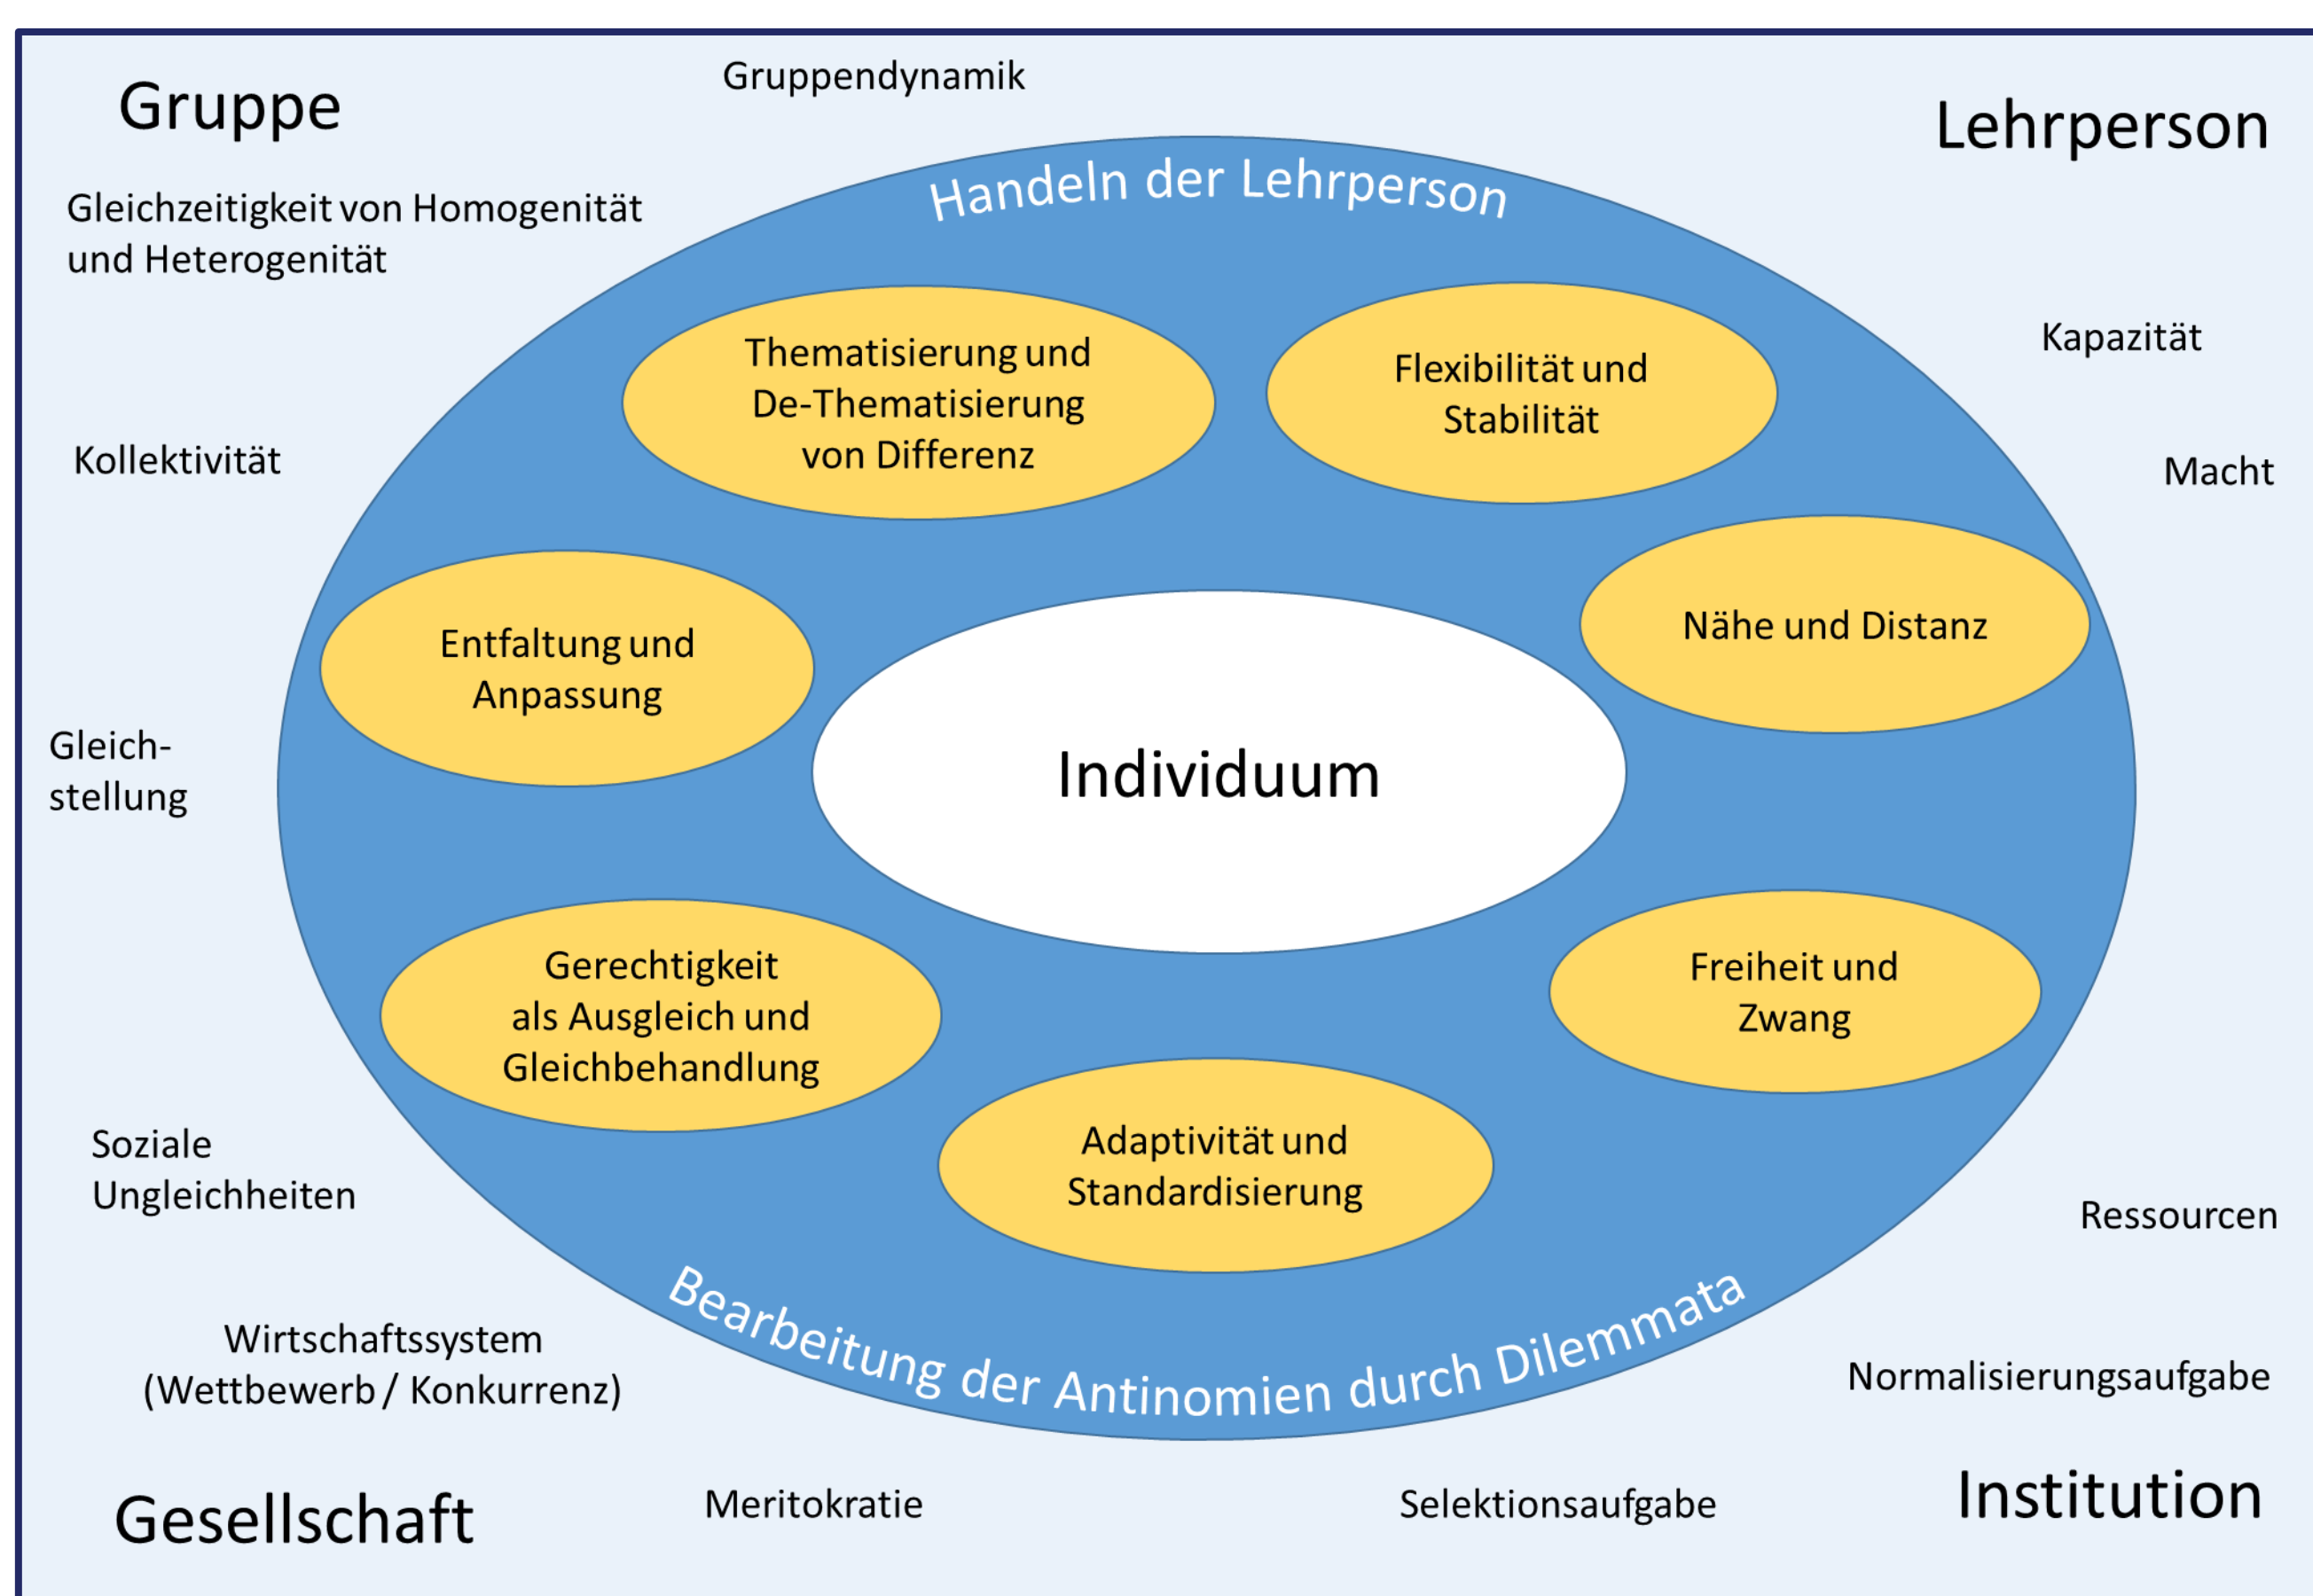 Gruppendynamik
Gruppe
Lehrperson
Handeln der Lehrperson
Gleichzeitigkeit von Homogenität
und Heterogenität
Thematisierung und
De-Thematisierung
von Differenz
Flexibilität und
Stabilität
Kapazität
Kollektivität
Macht
Entfaltung und
Anpassung
Nähe und Distanz
Gleich-
stellung
Individuum
Gerechtigkeit
als Ausgleich und
Gleichbehandlung
Freiheit und
Zwang
Soziale
Ungleichheiten
Adaptivität und
Standardisierung
Ressourcen
Bearbeitung der Antinomien durch Dilemmata
Wirtschaftssystem
(Wettbewerb / Konkurrenz)
Normalisierungsaufgabe
Gesellschaft
Meritokratie
Selektionsaufgabe
Institution